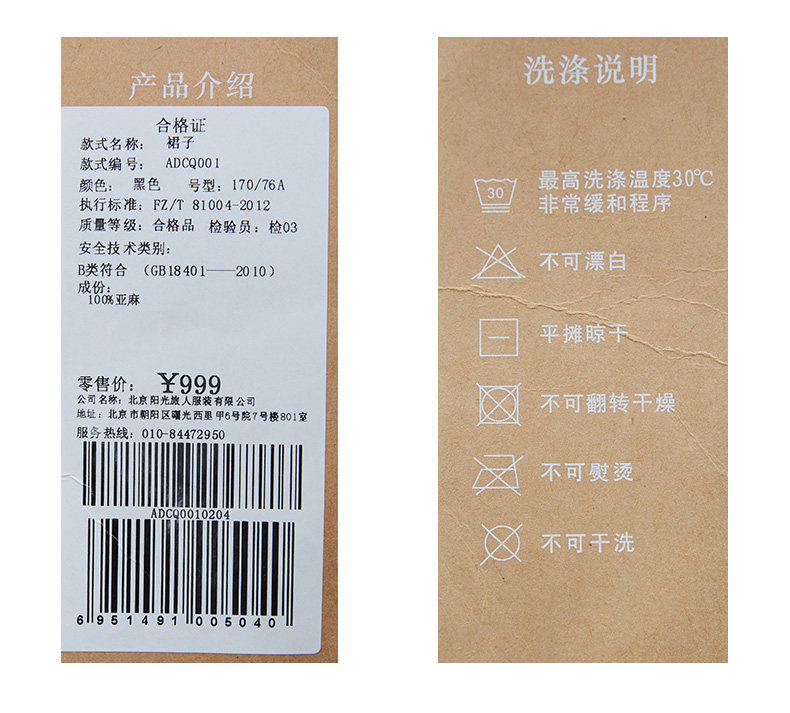 产品介绍
合格证
款式名称： 裙子
款式编号： ADCQ001
颜色： 黑色 号型：170/76A
执行标准：FZ/T 81004-2012
质量等级：合格品 检验员：检03
安全技术类别：
B类符合 （GB18401——2010）
成份：
100%亚麻
零售价： ¥999
公司名称：北京阳光旅人服装有限公司
地址：北京市朝阳区曙光西里甲6号院7号楼801室
服务热线：010-84472950
ADCQ0010204
6951491005040
洗涤说明
30
最高洗涤温度30℃
非常缓和程序
不可漂白
平摊晾干
不可翻转干燥
不可熨烫
不可干洗